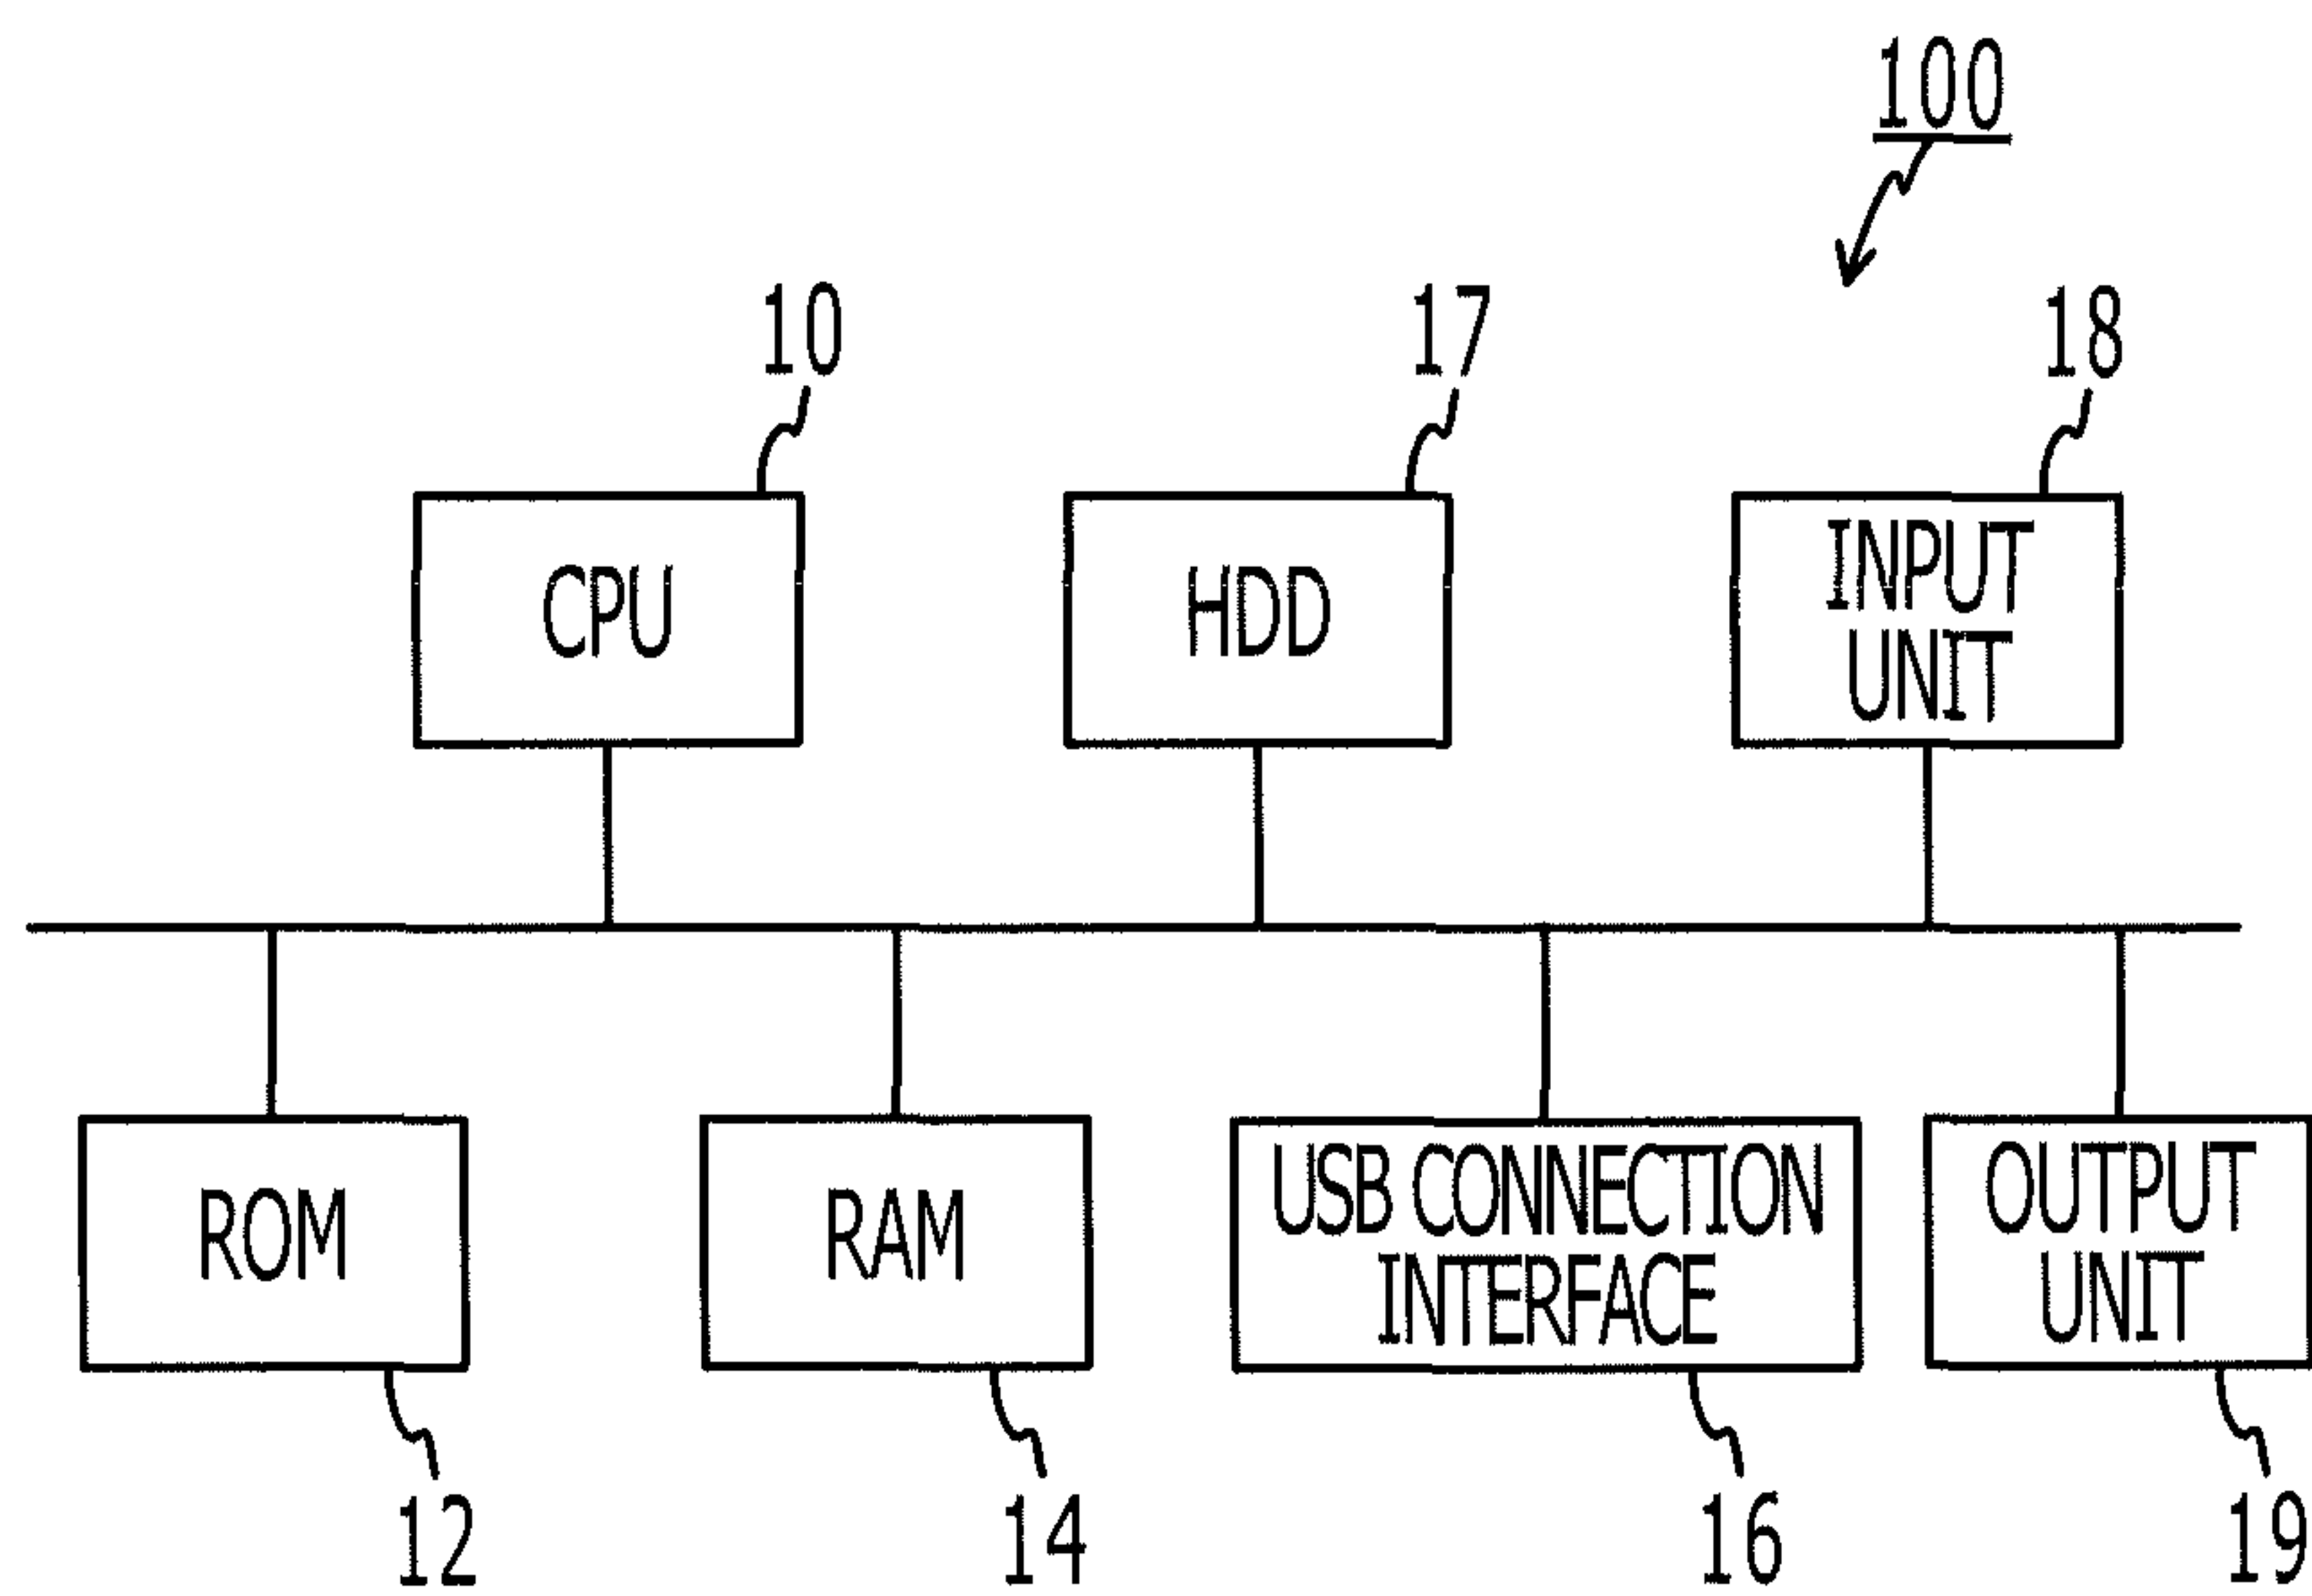 100
10
17
18
CPU
HDD
INPUT
UNIT
ROM
RAM
USB CONNECTION
INTERFACE
OUTPUT
UNIT
12
14
16
19